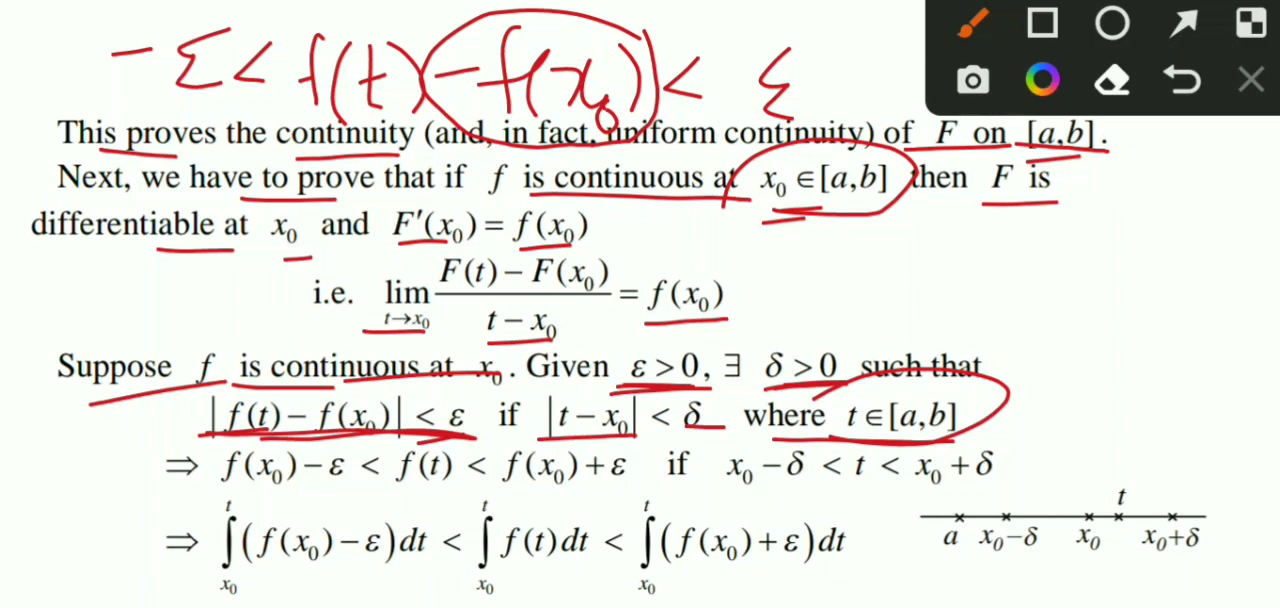 -ε < f(t) - f(x₀) < ε
This proves the continuity (and, in fact, uniform continuity) of F on [a,b].
Next, we have to prove that if f is continuous at x₀ ∈ [a,b] then F is
differentiable at x₀ and F'(x₀) = f(x₀)
i.e. lim_{t→x₀} (F(t) − F(x₀)) / (t − x₀) = f(x₀)
Suppose f is continuous at x₀. Given ε > 0, ∃ δ > 0 such that
|f(t) − f(x₀)| < ε if |t − x₀| < δ where t ∈ [a,b]
⇒ f(x₀) − ε < f(t) < f(x₀) + ε if x₀ − δ < t < x₀ + δ
⇒ ∫_{x₀}^{t} (f(x₀) − ε) dt < ∫_{x₀}^{t} f(t) dt < ∫_{x₀}^{t} (f(x₀) + ε) dt
t
a x₀−δ x₀ x₀+δ